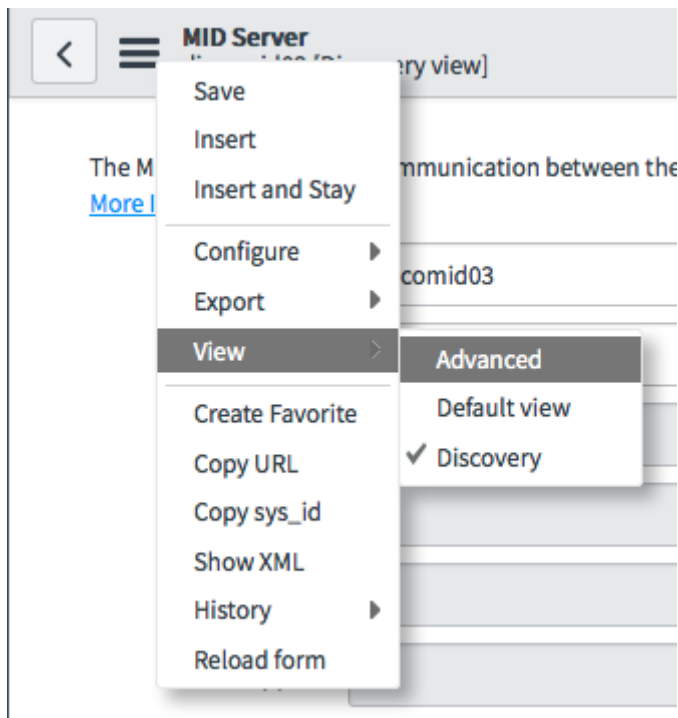 MID Server
ry view]
Save
Insert
Insert and Stay
Configure
Export
View
Create Favorite
Copy URL
Copy sys_id
Show XML
History
Reload form
Advanced
Default view
Discovery
The M
mmunication between the
More I
comid03